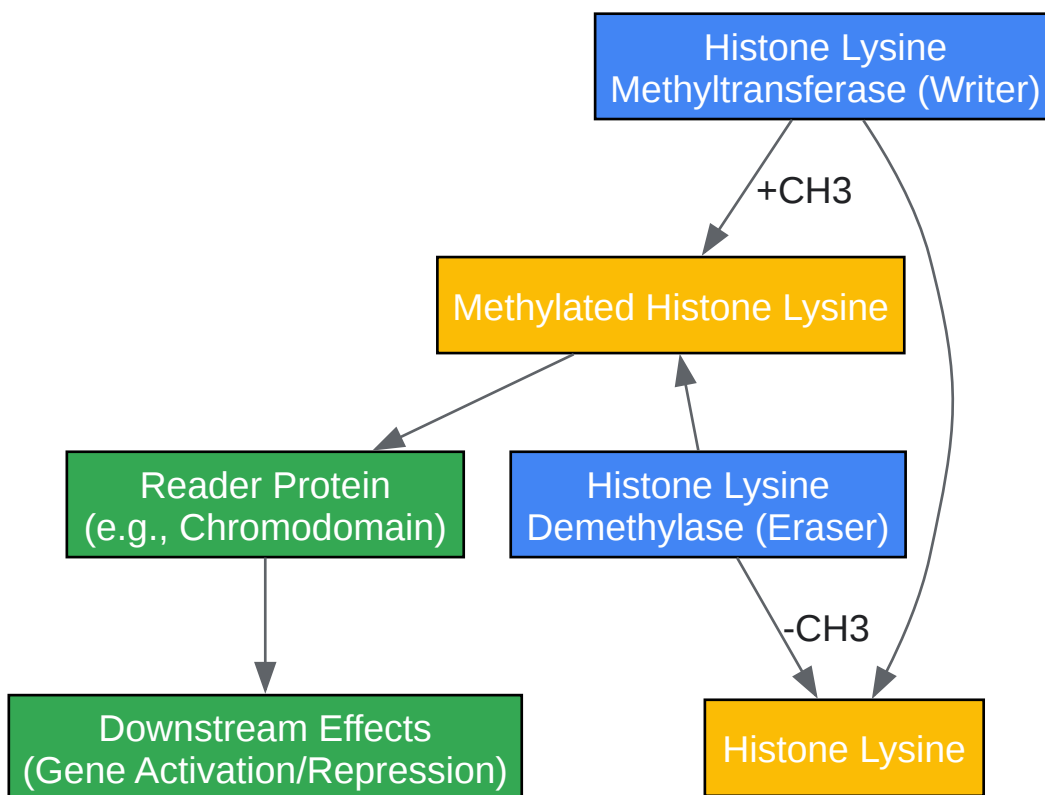 Histone Lysine
Methyltransferase (Writer)
+CH3
Methylated Histone Lysine
Reader Protein
(e.g., Chromodomain)
Histone Lysine
Demethylase (Eraser)
-CH3
Downstream Effects
(Gene Activation/Repression)
Histone Lysine